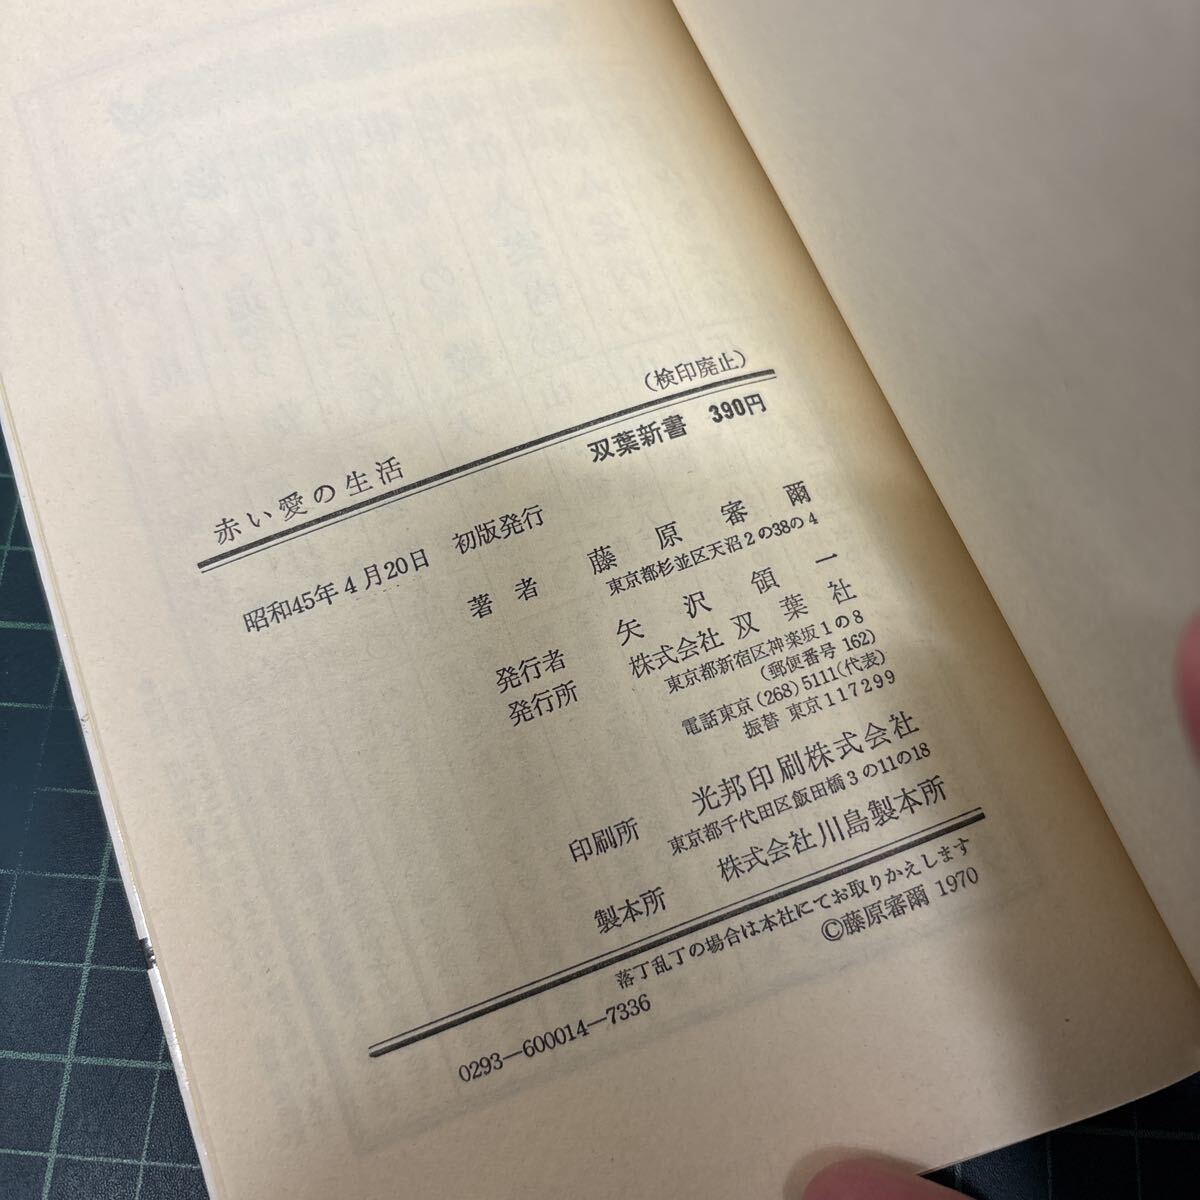 （検印廃止）
赤い愛の生活
双葉新書 390円
昭和45年4月20日 初版発行
著者 藤原審爾
東京都杉並区天沼2の38の4
発行者 矢沢領一
発行所 株式会社双葉社
東京都新宿区神楽坂1の8
（郵便番号 162）
電話東京（268）5111（代表）
振替 東京117299
印刷所 光邦印刷株式会社
東京都千代田区飯田橋3の11の18
製本所 株式会社川島製本所
落丁乱丁の場合は本社にてお取りかえします
©藤原審爾 1970
0293—600014—7336